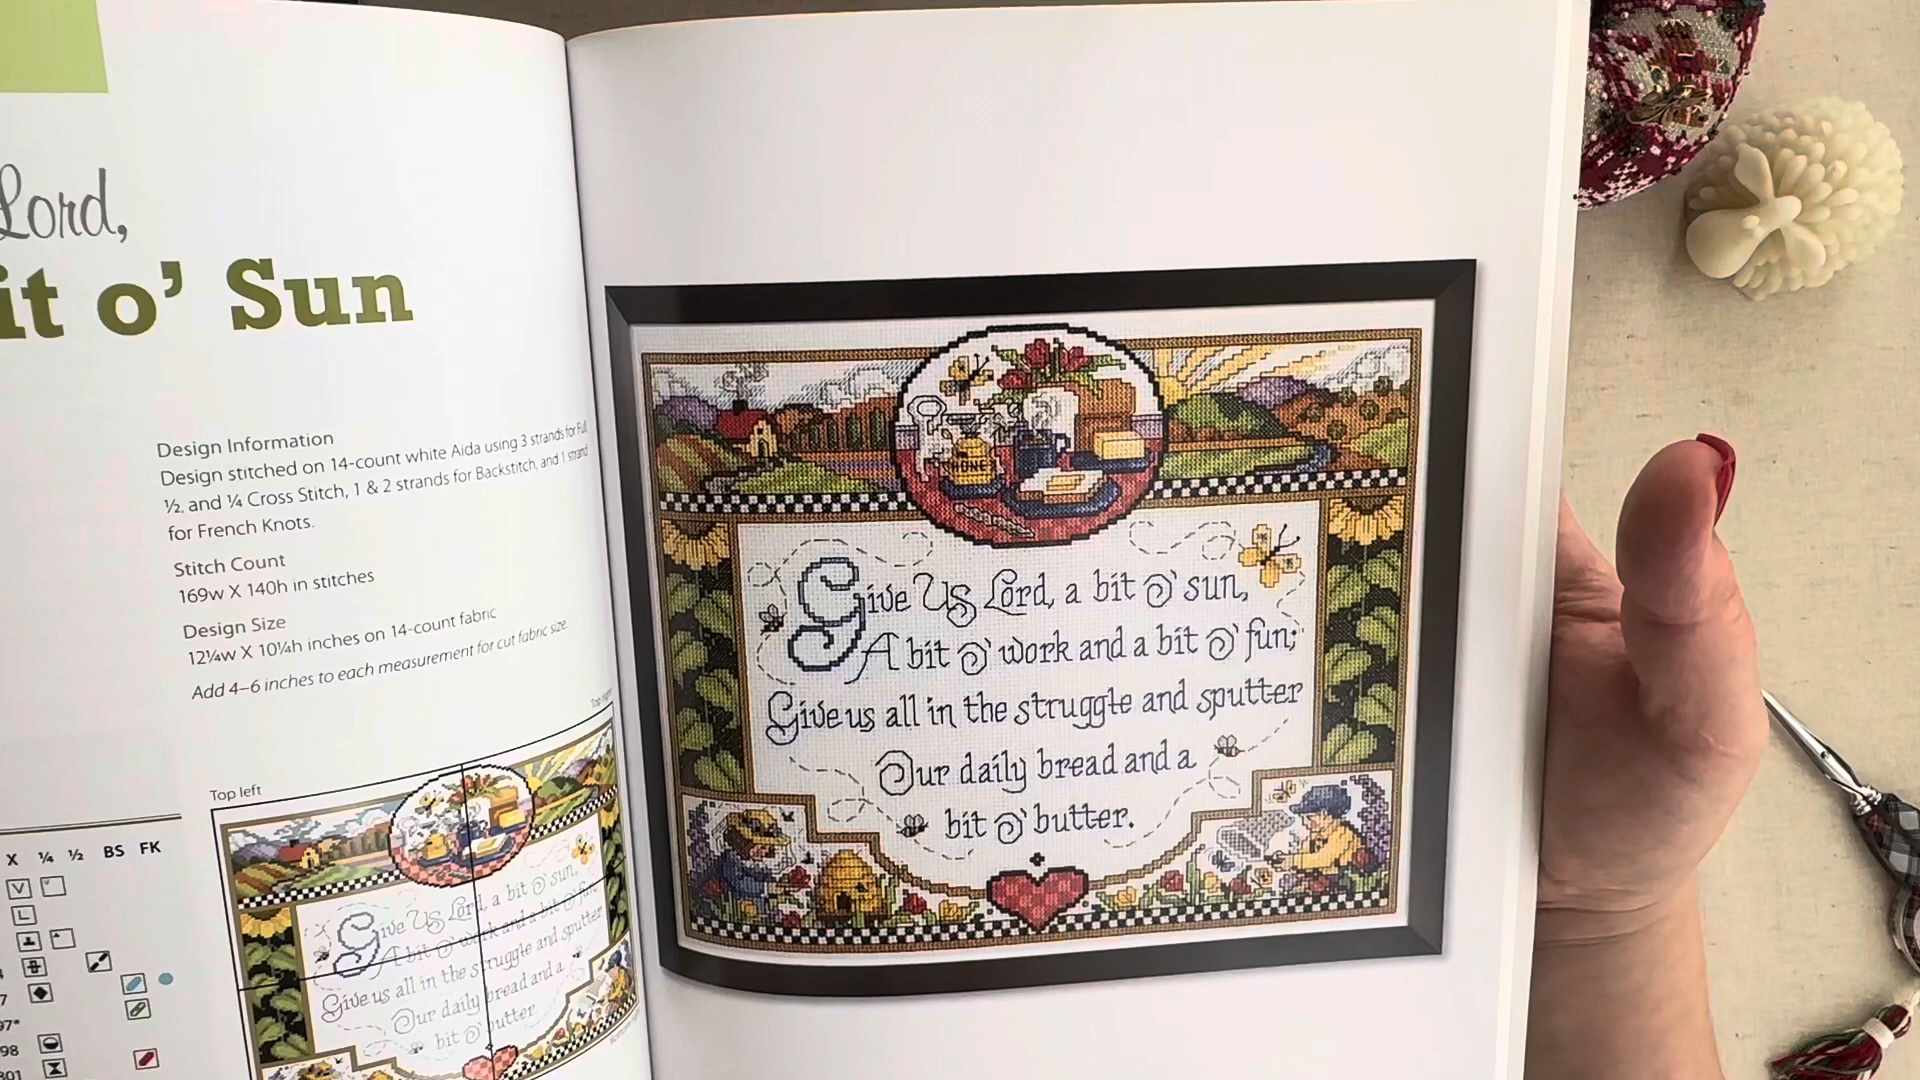 Lord,
it o' Sun
Design Information
Design stitched on 14-count white Aida using 3 strands for Full,
½, and ¼ Cross Stitch, 1 & 2 strands for Backstitch, and 1 strand
for French Knots.
Stitch Count
169w X 140h in stitches
Design Size
12¼w X 10¼h inches on 14-count fabric
Add 4–6 inches to each measurement for cut fabric size.
Top left
X ¼ ½ BS FK
97*
98
801
Give Us Lord, a bit o' sun,
A bit o' work and a bit o' fun;
Give us all in the struggle and sputter
Our daily bread and a
bit o' butter.
HONEY
Give Us Lord, a bit o' sun,
A bit o' work and a bit o' fun;
Give us all in the struggle and sputter
Our daily bread and a
bit o' butter.